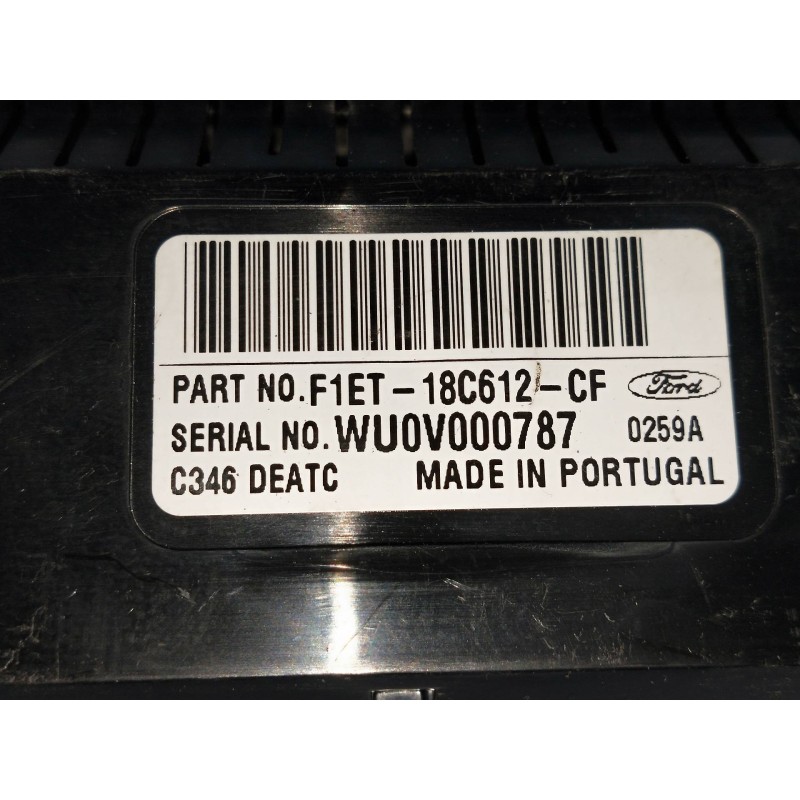 PART NO. F1ET-18C612-CF Ford
SERIAL NO. WU0V000787 0259A
C346 DEATC MADE IN PORTUGAL